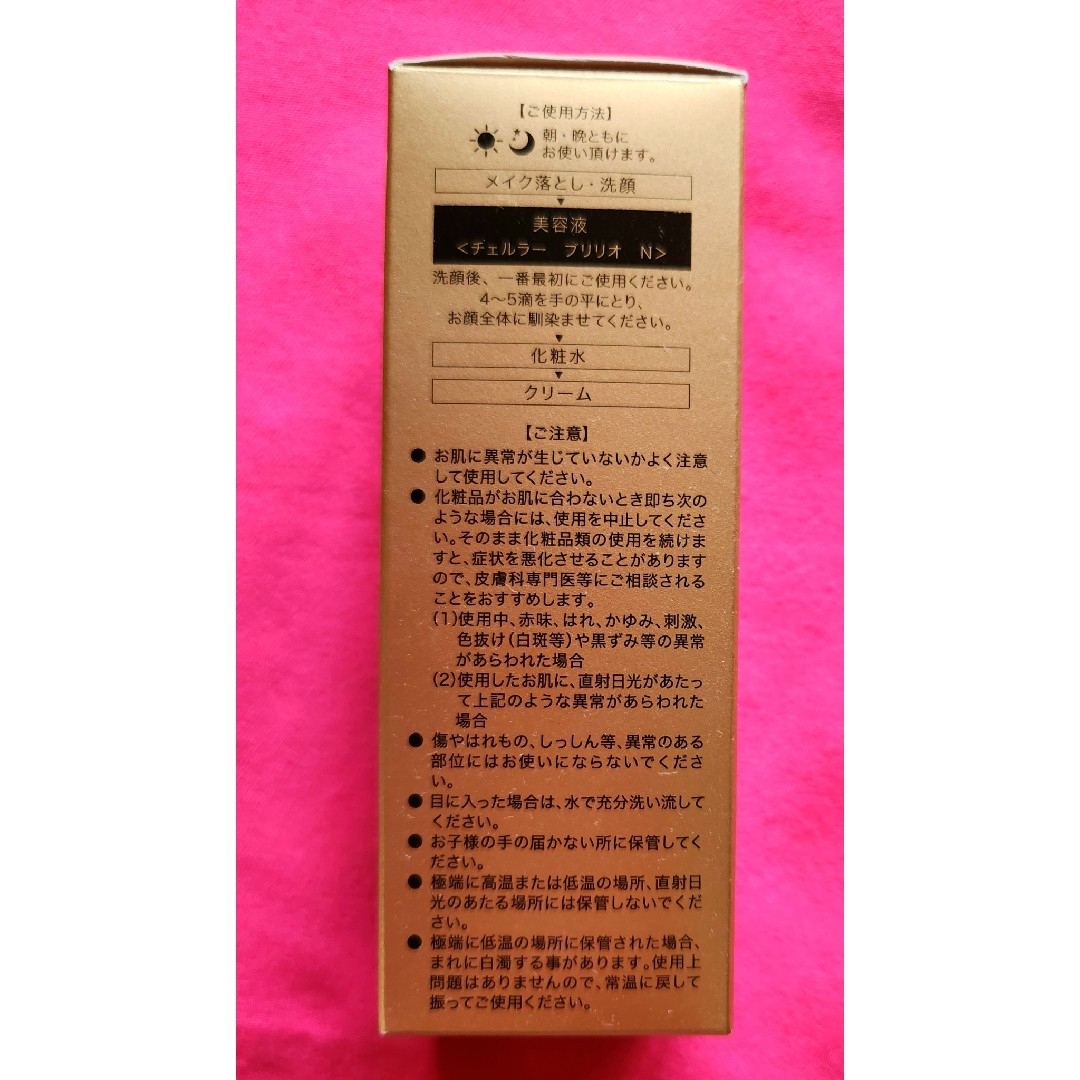 【ご使用方法】
朝・晩ともに
お使い頂けます。
メイク落とし・洗顔
▼
美容液
＜チェルラー　ブリリオ　N＞
洗顔後、一番最初にご使用ください。
4〜5滴を手の平にとり、
お顔全体に馴染ませてください。
▼
化粧水
▼
クリーム
【ご注意】
● お肌に異常が生じていないかよく注意
して使用してください。
● 化粧品がお肌に合わないとき即ち次の
ような場合には、使用を中止してくださ
い。そのまま化粧品類の使用を続けま
すと、症状を悪化させることがあります
ので、皮膚科専門医等にご相談される
ことをおすすめします。
(1)使用中、赤味、はれ、かゆみ、刺激、
色抜け(白斑等)や黒ずみ等の異常
があらわれた場合
(2)使用したお肌に、直射日光があたっ
て上記のような異常があらわれた
場合
● 傷やはれもの、しっしん等、異常のある
部位にはお使いにならないでくださ
い。
● 目に入った場合は、水で充分洗い流して
ください。
● お子様の手の届かない所に保管してく
ださい。
● 極端に高温または低温の場所、直射日
光のあたる場所には保管しないでくだ
さい。
● 極端に低温の場所に保管された場合、
まれに白濁する事があります。使用上
問題はありませんので、常温に戻して
振ってご使用ください。